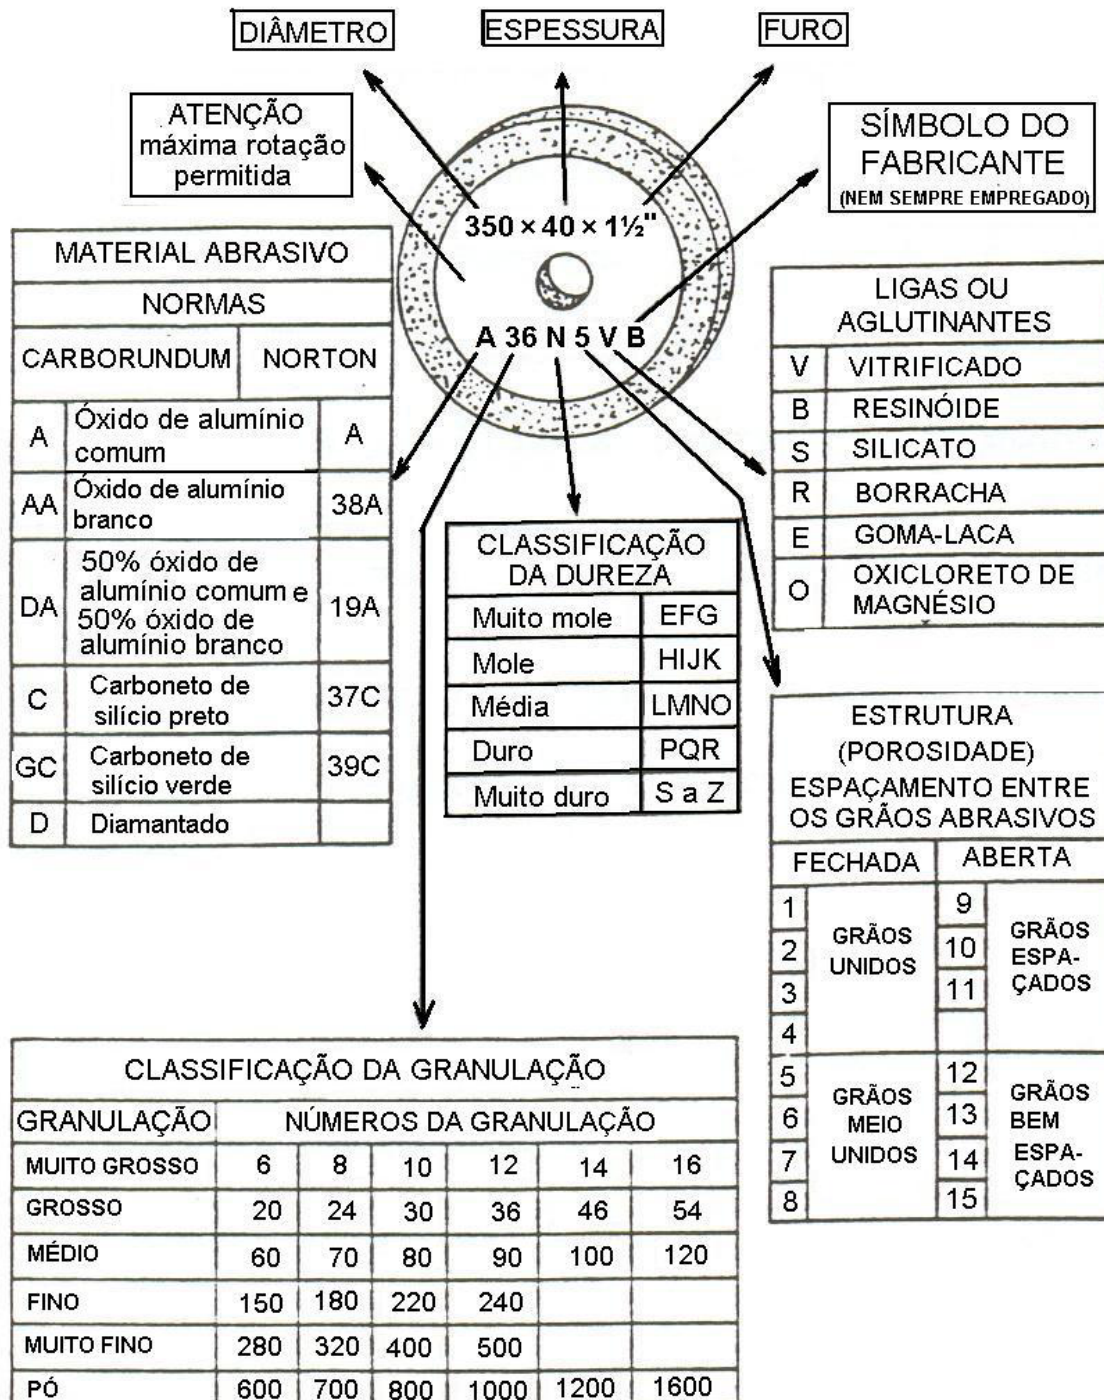 DIÂMETRO
ESPESSURA
FURO
ATENÇÃO
máxima rotação
permitida
SÍMBOLO DO
FABRICANTE
(NEM SEMPRE EMPREGADO)
350 × 40 × 1½"
A 36 N 5 V B
MATERIAL ABRASIVO
NORMAS
CARBORUNDUM NORTON
A Óxido de alumínio comum A
AA Óxido de alumínio branco 38A
DA 50% óxido de alumínio comum e 50% óxido de alumínio branco 19A
C Carboneto de silício preto 37C
GC Carboneto de silício verde 39C
D Diamantado
LIGAS OU
AGLUTINANTES
V VITRIFICADO
B RESINÓIDE
S SILICATO
R BORRACHA
E GOMA-LACA
O OXICLORETO DE MAGNÉSIO
CLASSIFICAÇÃO
DA DUREZA
Muito mole EFG
Mole HIJK
Média LMNO
Duro PQR
Muito duro S a Z
ESTRUTURA
(POROSIDADE)
ESPAÇAMENTO ENTRE
OS GRÃOS ABRASIVOS
FECHADA ABERTA
1 9
2 GRÃOS UNIDOS 10 GRÃOS ESPA-ÇADOS
3 11
4
5 12
6 GRÃOS MEIO UNIDOS 13 GRÃOS BEM ESPA-ÇADOS
7 14
8 15
CLASSIFICAÇÃO DA GRANULAÇÃO
GRANULAÇÃO NÚMEROS DA GRANULAÇÃO
MUITO GROSSO 6 8 10 12 14 16
GROSSO 20 24 30 36 46 54
MÉDIO 60 70 80 90 100 120
FINO 150 180 220 240
MUITO FINO 280 320 400 500
PÓ 600 700 800 1000 1200 1600